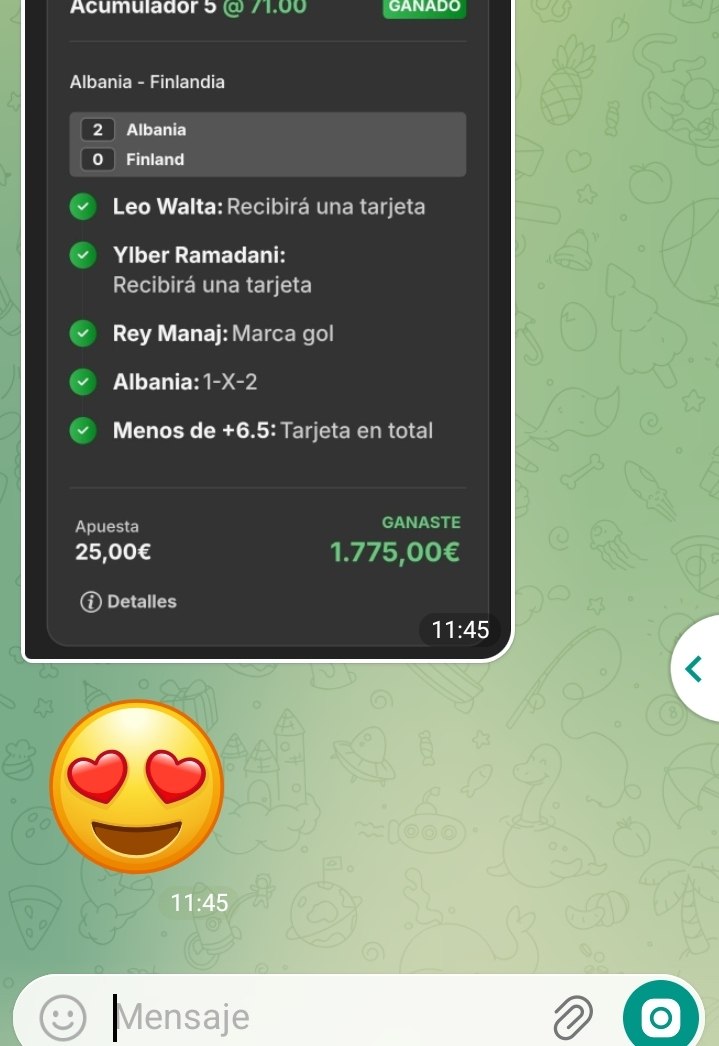 Acumulador 5 @ 71.00 GANADO
Albania - Finlandia
2 Albania
0 Finland
Leo Walta: Recibirá una tarjeta
Ylber Ramadani:
Recibirá una tarjeta
Rey Manaj: Marca gol
Albania: 1-X-2
Menos de +6.5: Tarjeta en total
Apuesta GANASTE
25,00€ 1.775,00€
Detalles
11:45
11:45
Mensaje